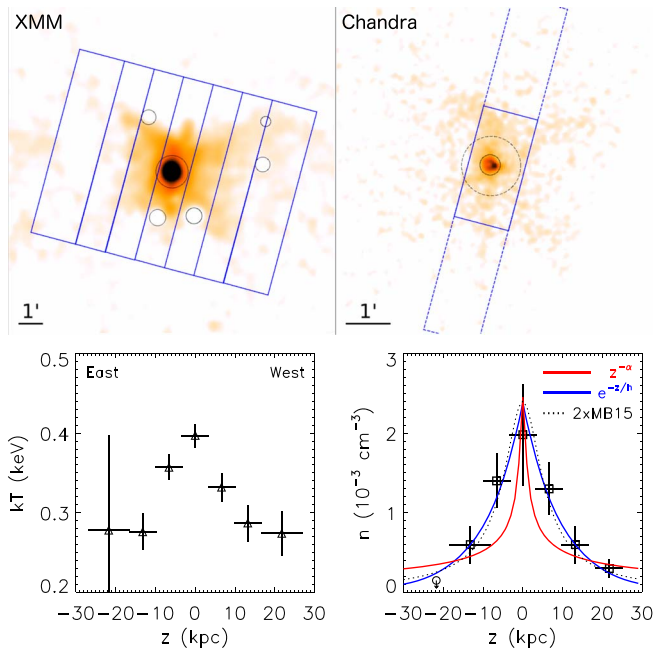 XMM
Chandra
1'
1'
0.5
0.4
0.3
0.2
kT (keV)
East
West
−30 −20 −10 0 10 20 30
z (kpc)
3
2
1
0
n (10⁻³ cm⁻³)
z⁻ᵅ
e⁻ᶻ/ʰ
2xMB15
−30 −20 −10 0 10 20 30
z (kpc)